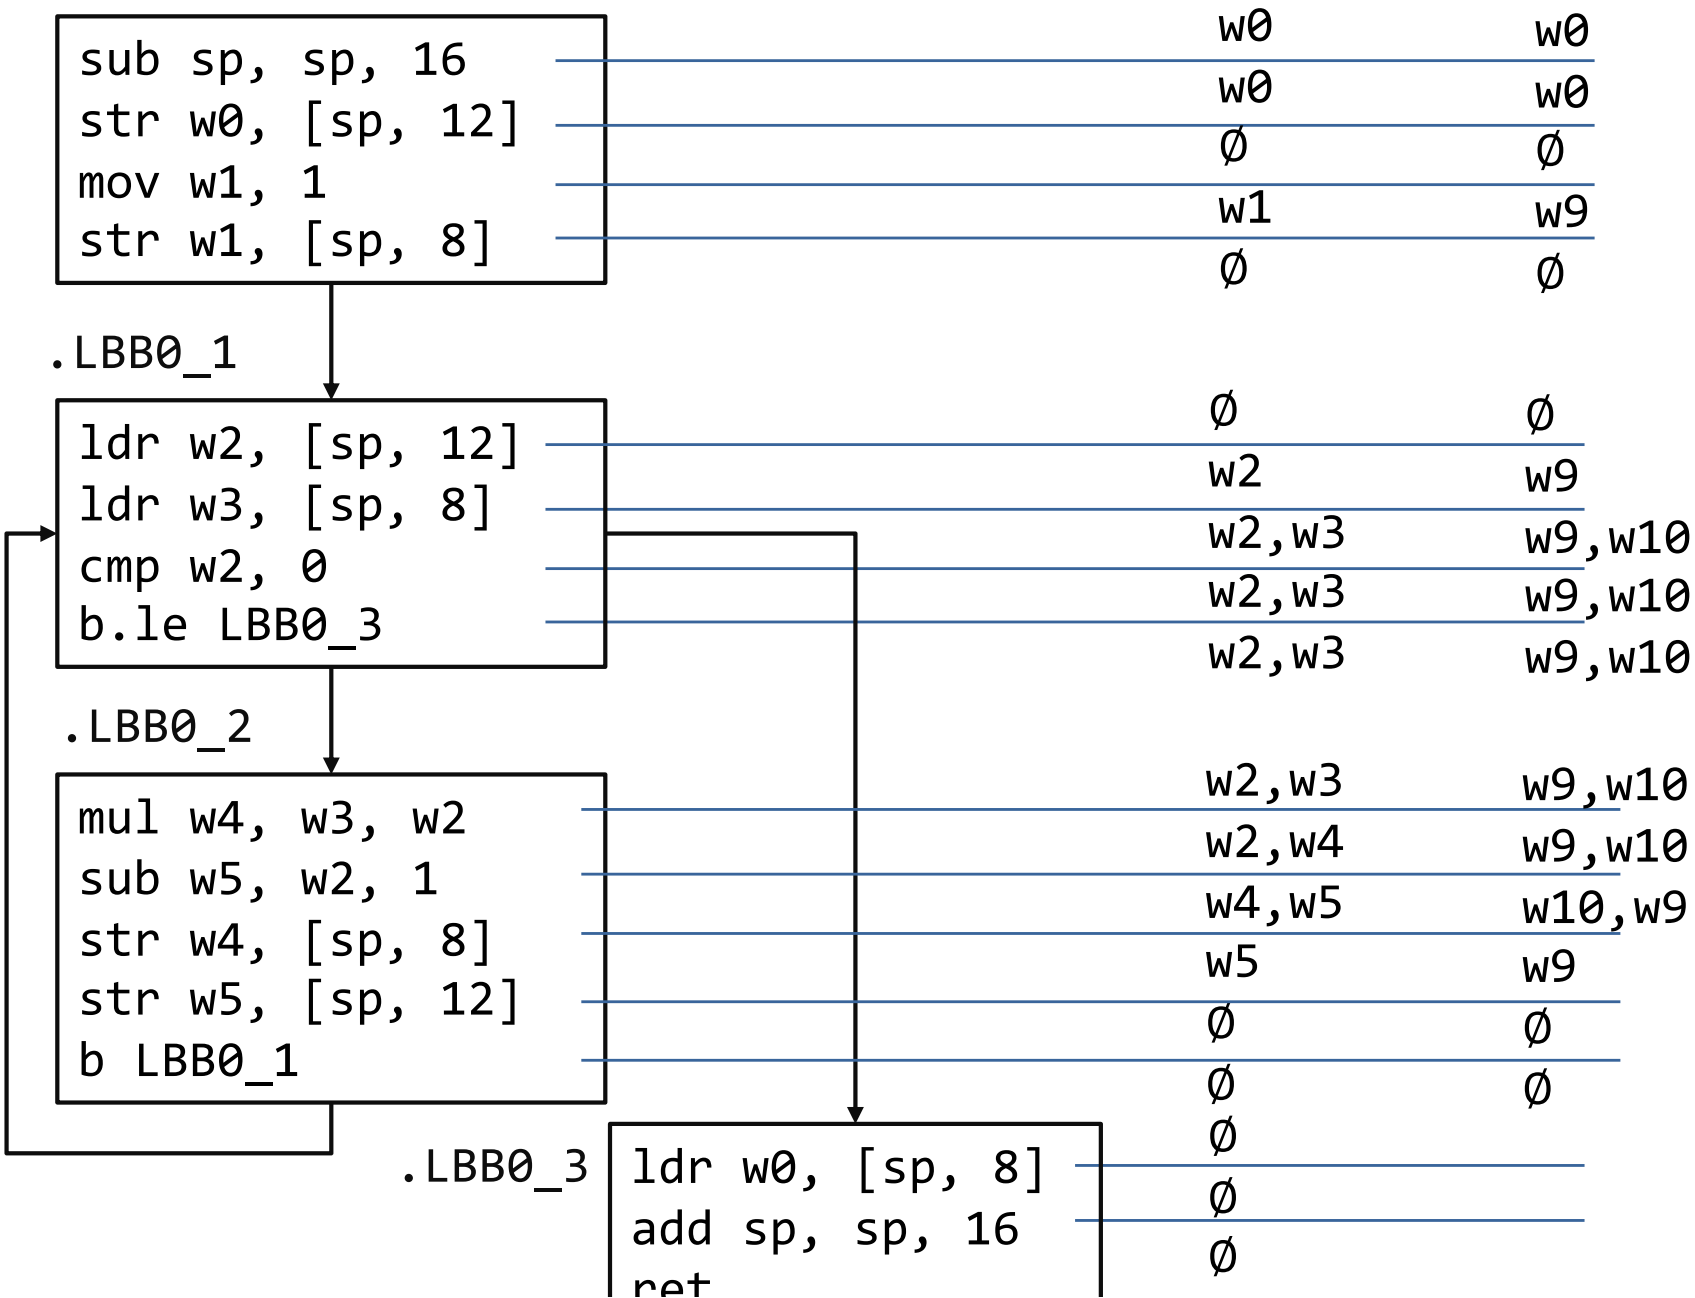 w0 w0
sub sp, sp, 16
w0 w0
str w0, [sp, 12]
Ø Ø
mov w1, 1
w1 w9
str w1, [sp, 8]
Ø Ø
.LBB0_1
Ø Ø
ldr w2, [sp, 12]
w2 w9
ldr w3, [sp, 8]
w2,w3 w9,w10
cmp w2, 0
w2,w3 w9,w10
b.le LBB0_3
w2,w3 w9,w10
.LBB0_2
w2,w3 w9,w10
mul w4, w3, w2
w2,w4 w9,w10
sub w5, w2, 1
w4,w5 w10,w9
str w4, [sp, 8]
w5 w9
str w5, [sp, 12]
Ø Ø
b LBB0_1
Ø Ø
Ø
.LBB0_3
ldr w0, [sp, 8]
Ø
add sp, sp, 16
Ø
ret